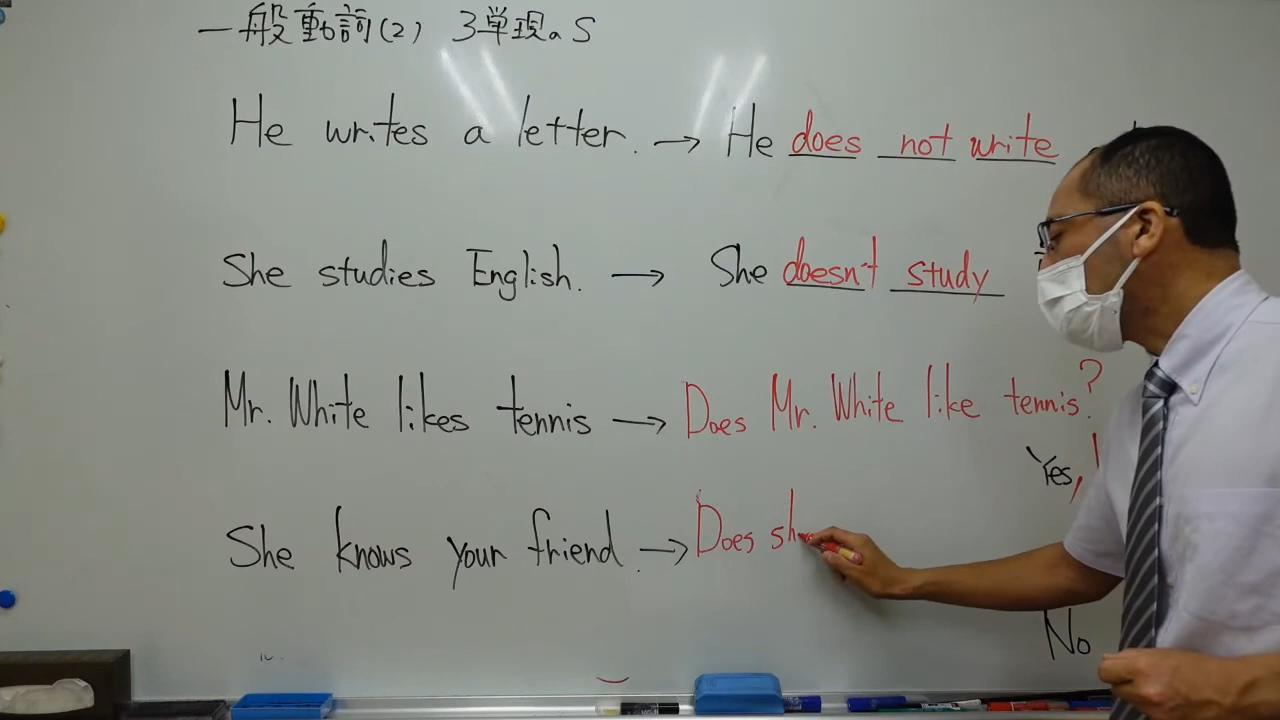 一般動詞(2) 3単現のS
He writes a letter. → He does not write
She studies English. → She doesn't study
Mr. White likes tennis → Does Mr. White like tennis?
Yes,
She knows your friend. → Does sh
No